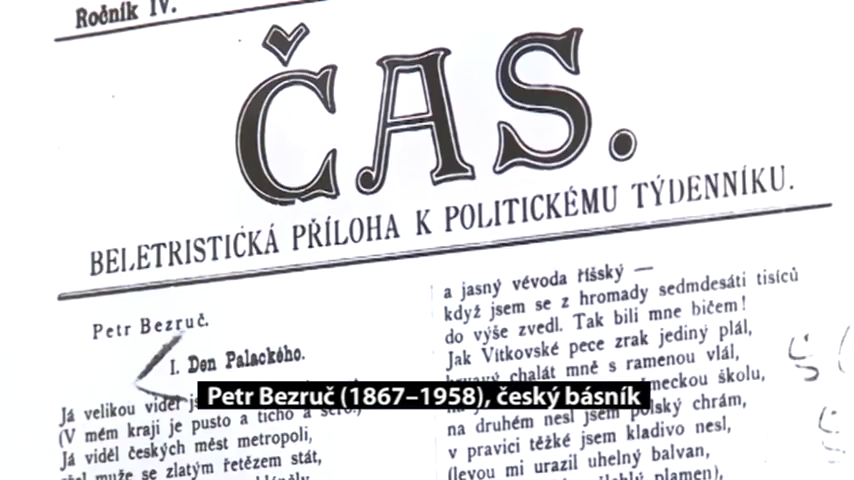 Ročník IV.
ČAS.
BELETRISTICKÁ PŘÍLOHA K POLITICKÉMU TÝDENNÍKU.
Petr Bezruč.
I. Den Palackého.
Já velikou viděl
(V mém kraji je pusto a ticho a šero.)
Já viděl českých měst metropoli,
muže se zlatým řetězem stát,
a jasný vévoda říšský —
když jsem se z hromady sedmdesáti tisíců
do výše zvedl. Tak bili mne bičem!
Jak Vítkovské pece zrak jediný plál,
krvavý chalát mně s ramenou vlál,
německou školu,
na druhém nesl jsem polský chrám,
v pravici těžké jsem kladivo nesl,
(levou mi urazil uhelný balvan,
plamen),
Petr Bezruč (1867–1958), český básník